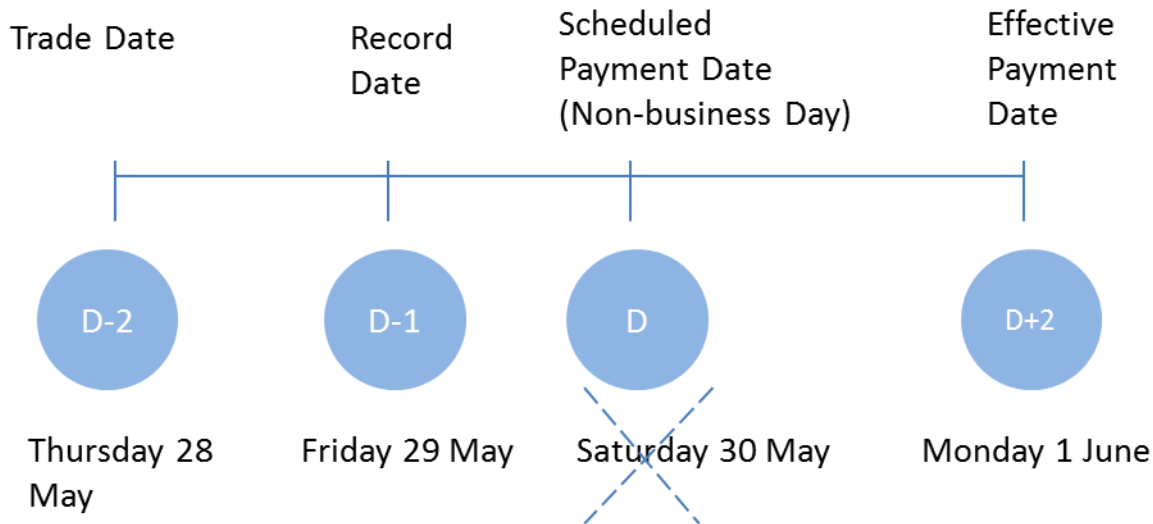 Trade Date
Record
Date
Scheduled
Payment Date
(Non-business Day)
Effective
Payment
Date
D-2
D-1
D
D+2
Thursday 28
May
Friday 29 May
Saturday 30 May
Monday 1 June